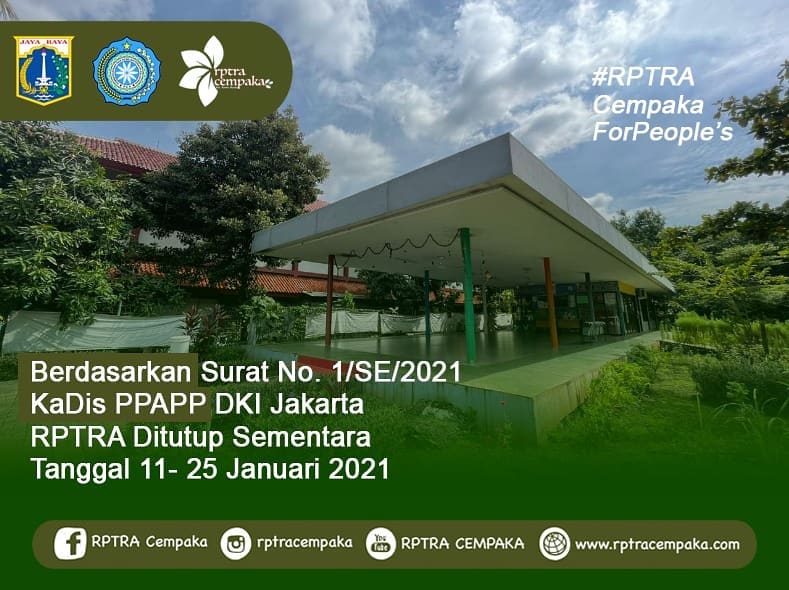 JAYA RAYA
rptra
cempaka
#RPTRA
Cempaka
ForPeople's
Berdasarkan Surat No. 1/SE/2021
KaDis PPAPP DKI Jakarta
RPTRA Ditutup Sementara
Tanggal 11- 25 Januari 2021
RPTRA Cempaka
rptracempaka
You
Tube
RPTRA CEMPAKA
www.rptracempaka.com